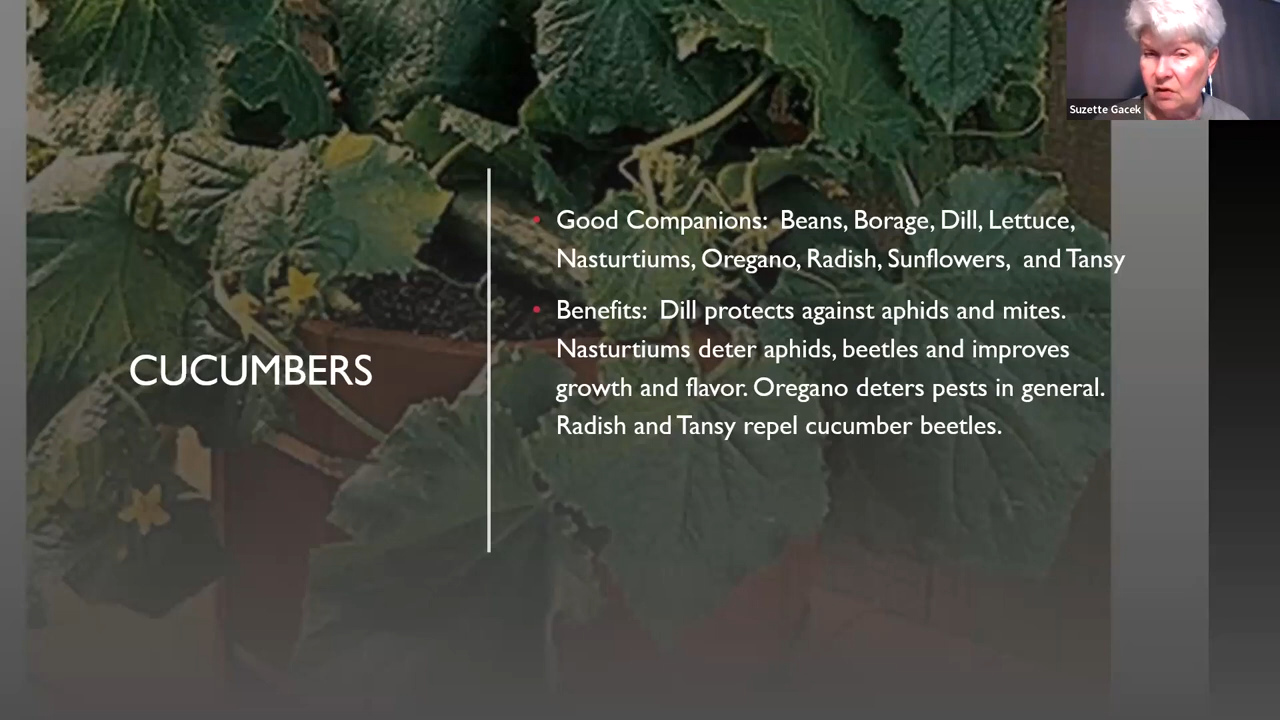 Suzette Gacek
CUCUMBERS
• Good Companions:  Beans, Borage, Dill, Lettuce,
Nasturtiums, Oregano, Radish, Sunflowers,  and Tansy
• Benefits:  Dill protects against aphids and mites.
Nasturtiums deter aphids, beetles and improves
growth and flavor. Oregano deters pests in general.
Radish and Tansy repel cucumber beetles.